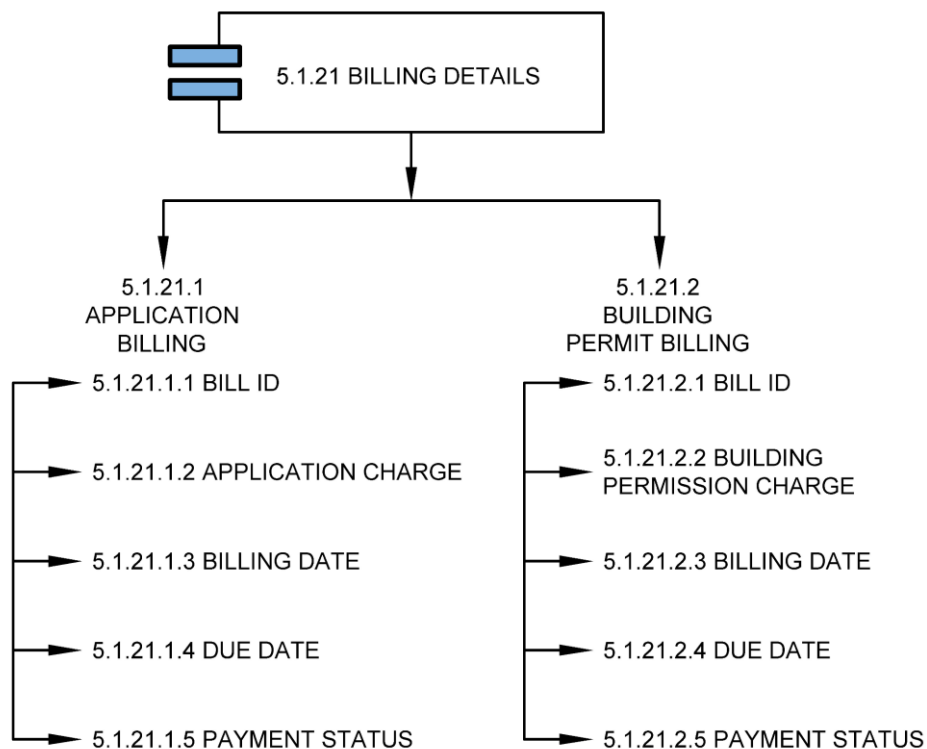 5.1.21 BILLING DETAILS
5.1.21.1
APPLICATION
BILLING
5.1.21.1.1 BILL ID
5.1.21.1.2 APPLICATION CHARGE
5.1.21.1.3 BILLING DATE
5.1.21.1.4 DUE DATE
5.1.21.1.5 PAYMENT STATUS
5.1.21.2
BUILDING
PERMIT BILLING
5.1.21.2.1 BILL ID
5.1.21.2.2 BUILDING
PERMISSION CHARGE
5.1.21.2.3 BILLING DATE
5.1.21.2.4 DUE DATE
5.1.21.2.5 PAYMENT STATUS